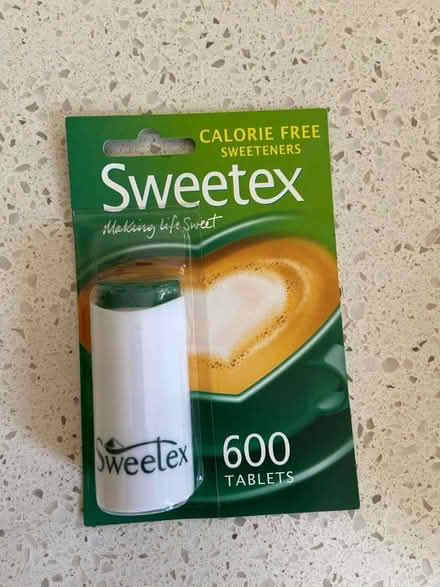 CALORIE FREE
SWEETENERS
Sweetex
Making life Sweet
Sweetex
600
TABLETS